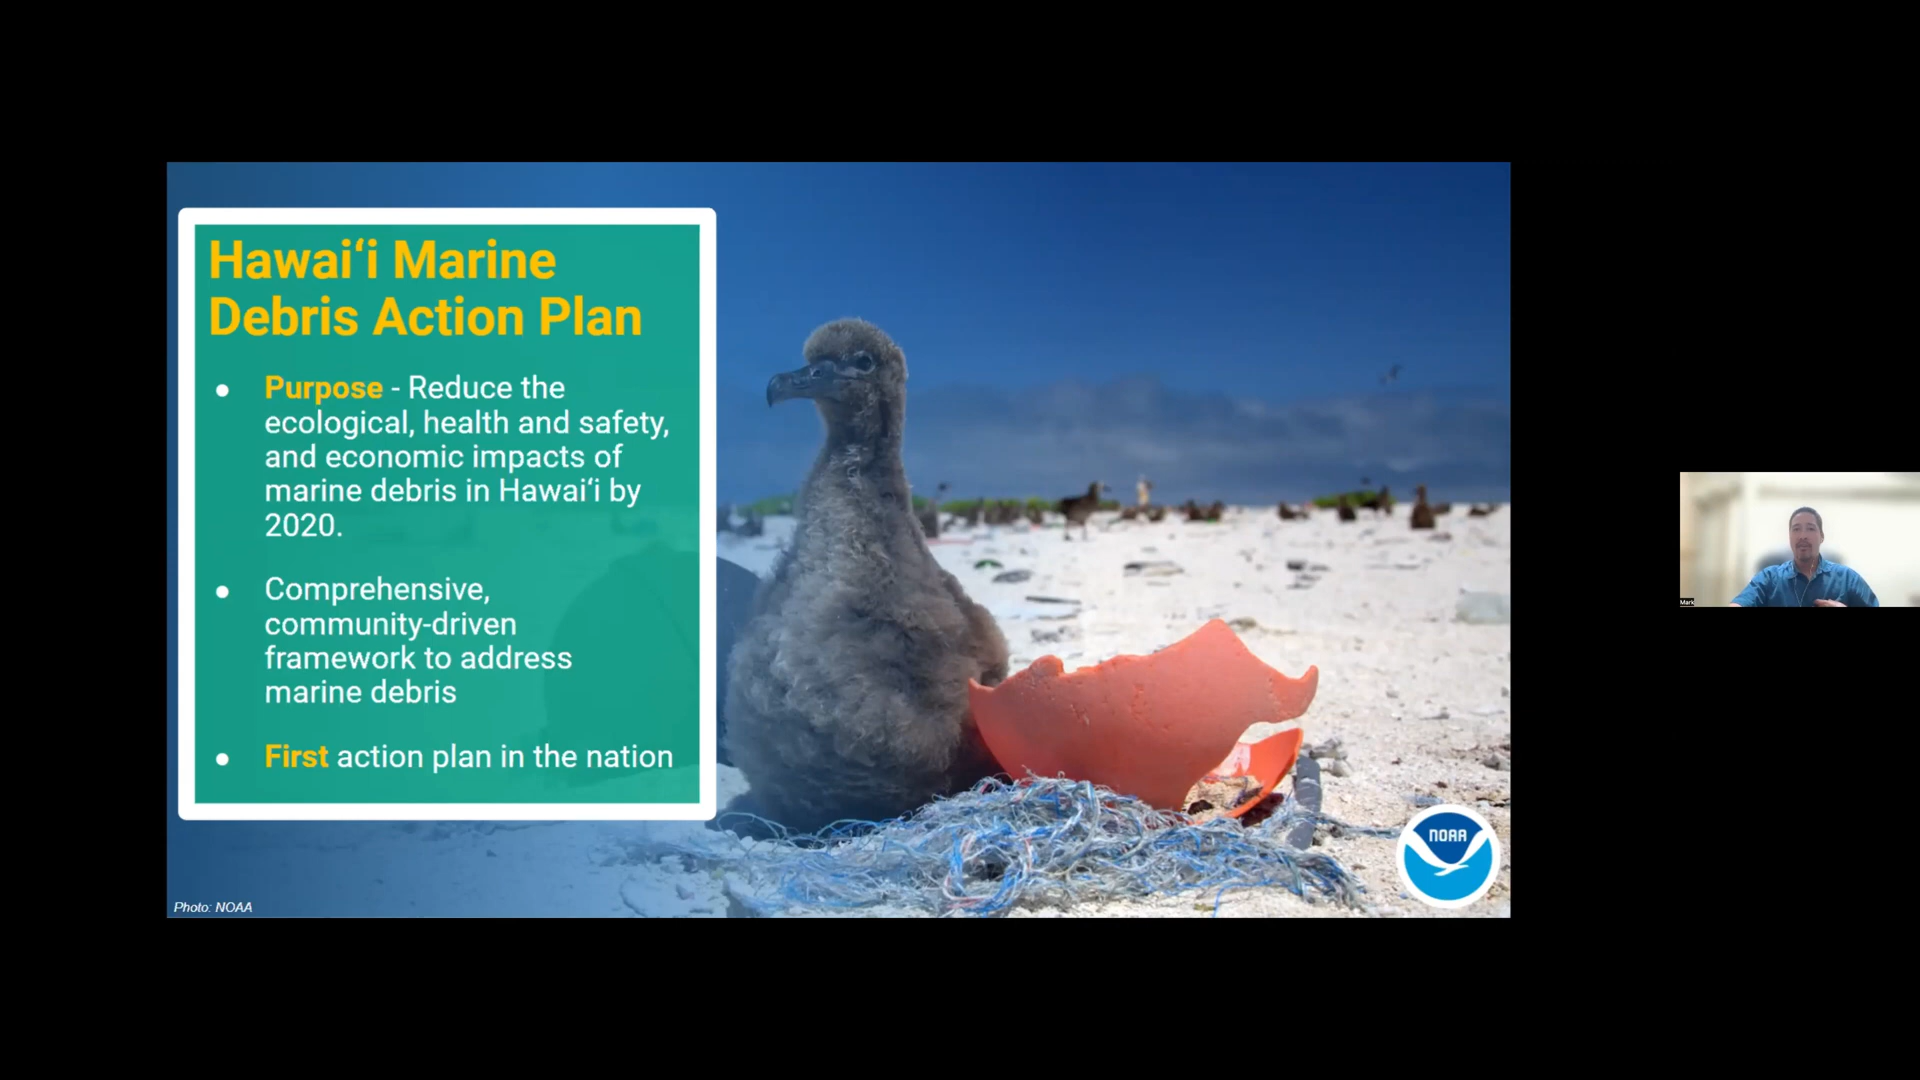 Hawaiʻi Marine
Debris Action Plan
● Purpose - Reduce the
ecological, health and safety,
and economic impacts of
marine debris in Hawaiʻi by
2020.
● Comprehensive,
community-driven
framework to address
marine debris
● First action plan in the nation
Photo: NOAA
NOAA
Mark